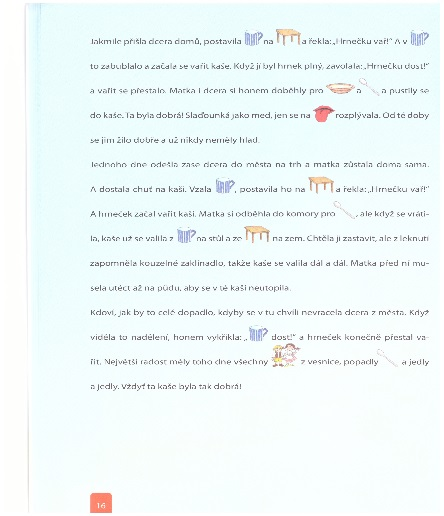 Jakmile přišla dcera domů, postavila na a řekla: „Hrnečku vař!“ A v
to zabublalo a začala se vařit kaše. Když jí byl hrnek plný, zavolala: „Hrnečku dost!“
a vařit se přestalo. Matka i dcera si honem doběhly pro a a pustily se
do kaše. Ta byla dobrá! Slaďounká jako med, jen se na rozplývala. Od té doby
se jim žilo dobře a už nikdy neměly hlad.
Jednoho dne odešla zase dcera do města na trh a matka zůstala doma sama.
A dostala chuť na kaši. Vzala , postavila ho na a řekla: „Hrnečku vař!“
A hrneček začal vařit kaši. Matka si odběhla do komory pro , ale když se vráti-
la, kaše už se valila z na stůl a ze na zem. Chtěla ji zastavit, ale z leknutí
zapomněla kouzelné zaklínadlo, takže kaše se valila dál a dál. Matka před ní mu-
sela utéct až na půdu, aby se v té kaši neutopila.
Kdoví, jak by to celé dopadlo, kdyby se v tu chvíli nevracela dcera z města. Když
viděla to nadělení, honem vykřikla: „ dost!“ a hrneček konečně přestal va-
řit. Největší radost měly toho dne všechny z vesnice, popadly a jedly
a jedly. Vždyť ta kaše byla tak dobrá!
16